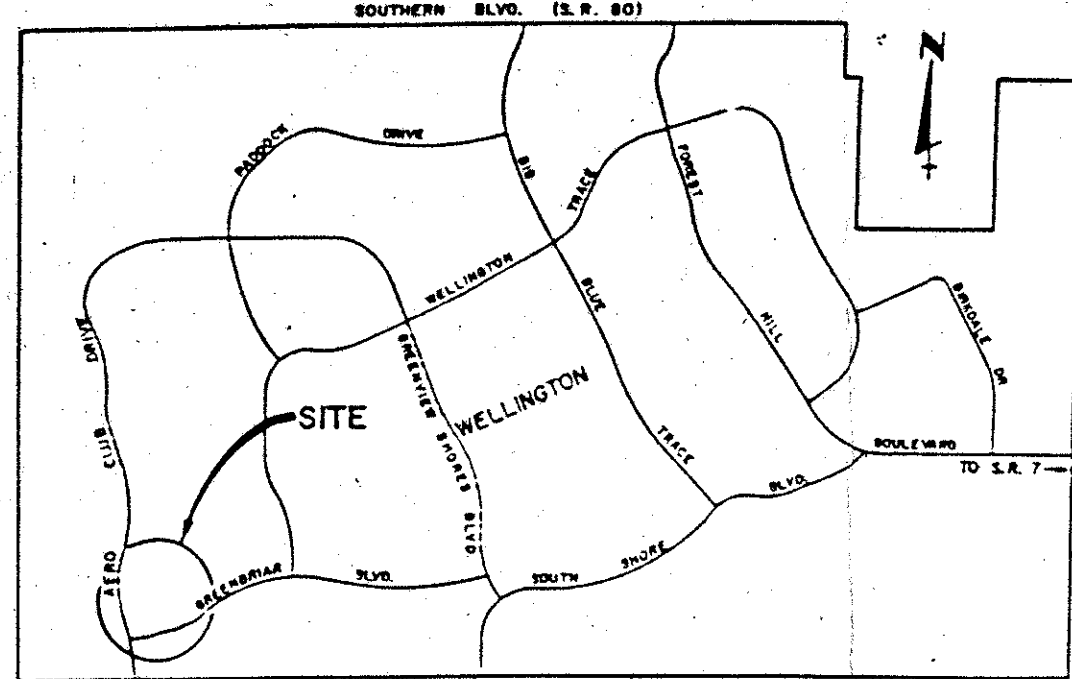 SOUTHERN BLVD. (S.R. 80)
N
PADDOCK DRIVE
BIG BLUE TRACE
WELLINGTON TRACE
FOREST HILL BOULEVARD
BIRKDALE DR
AERO CLUB DRIVE
GREENVIEW SHORES BLVD
WELLINGTON
SITE
TO S.R. 7
GREENBRIAR BLVD.
SOUTH SHORE BLVD.